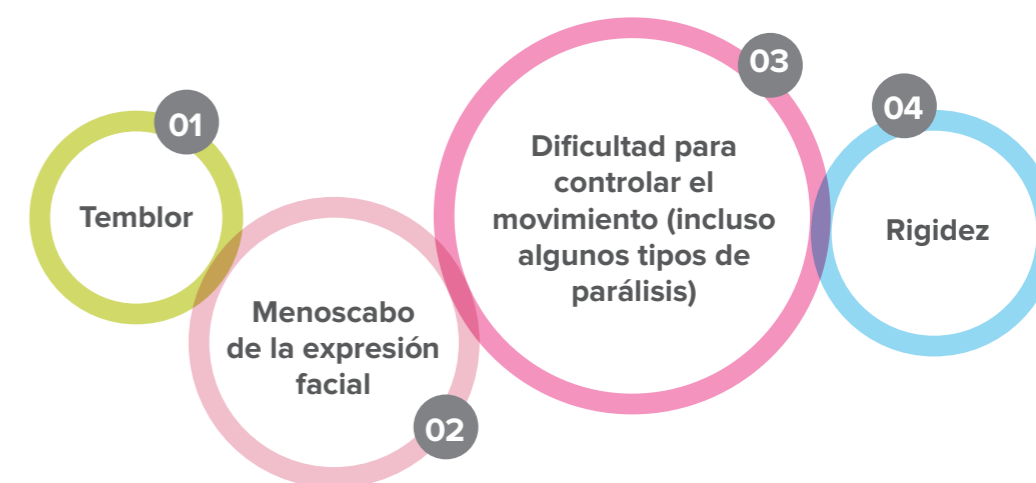 01
Temblor
02
Menoscabo
de la expresión
facial
03
Dificultad para
controlar el
movimiento (incluso
algunos tipos de
parálisis)
04
Rigidez